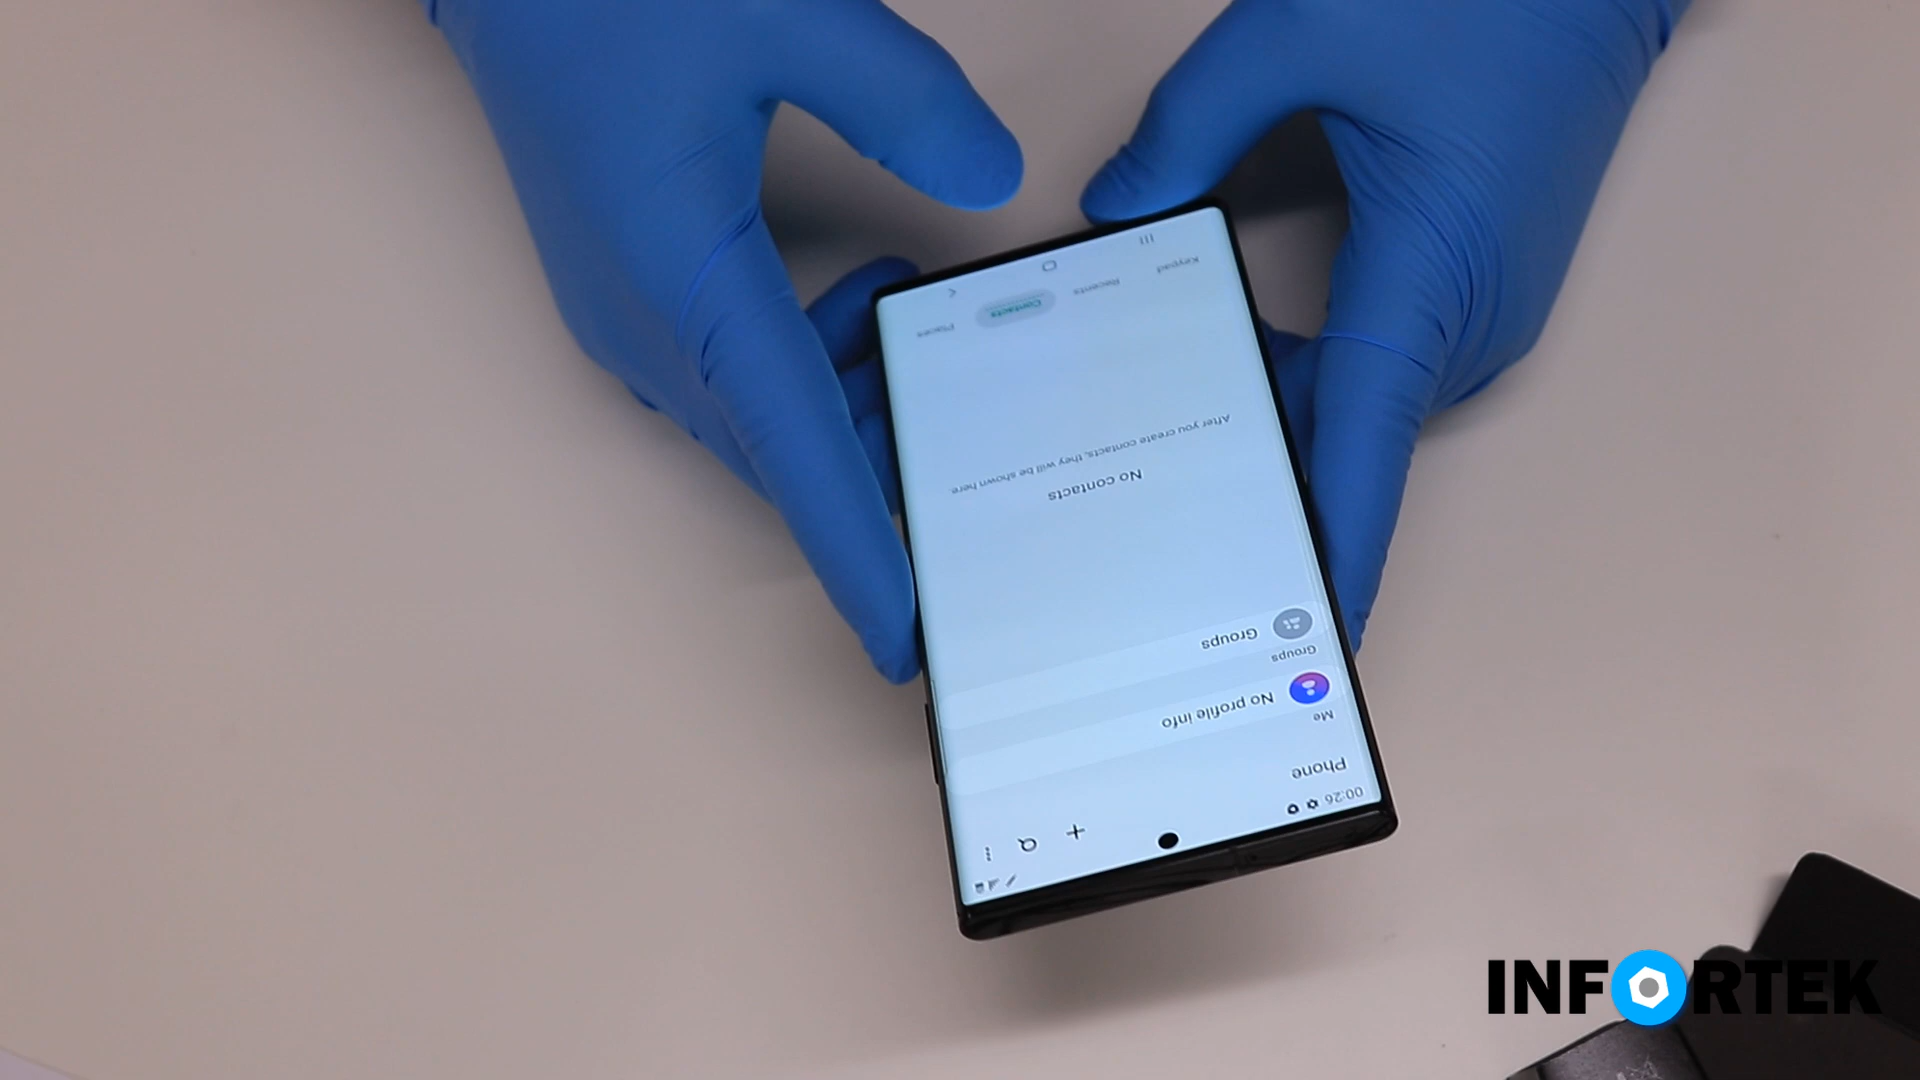 00:26
Phone
Me
No profile info
Groups
Groups
No contacts
After you create contacts, they will be shown here.
Keypad Recents Contacts Places
INFORTEK